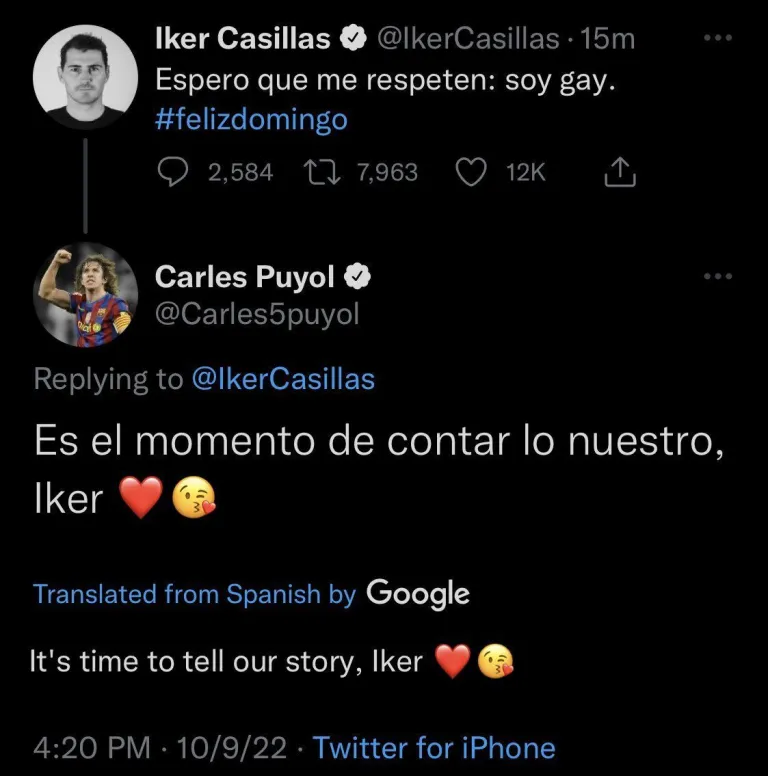 Iker Casillas @IkerCasillas · 15m
Espero que me respeten: soy gay.
#felizdomingo
2,584 7,963 12K
Carles Puyol
@Carles5puyol
Replying to @IkerCasillas
Es el momento de contar lo nuestro,
Iker ❤️😘
Translated from Spanish by Google
It's time to tell our story, Iker ❤️😘
4:20 PM · 10/9/22 · Twitter for iPhone